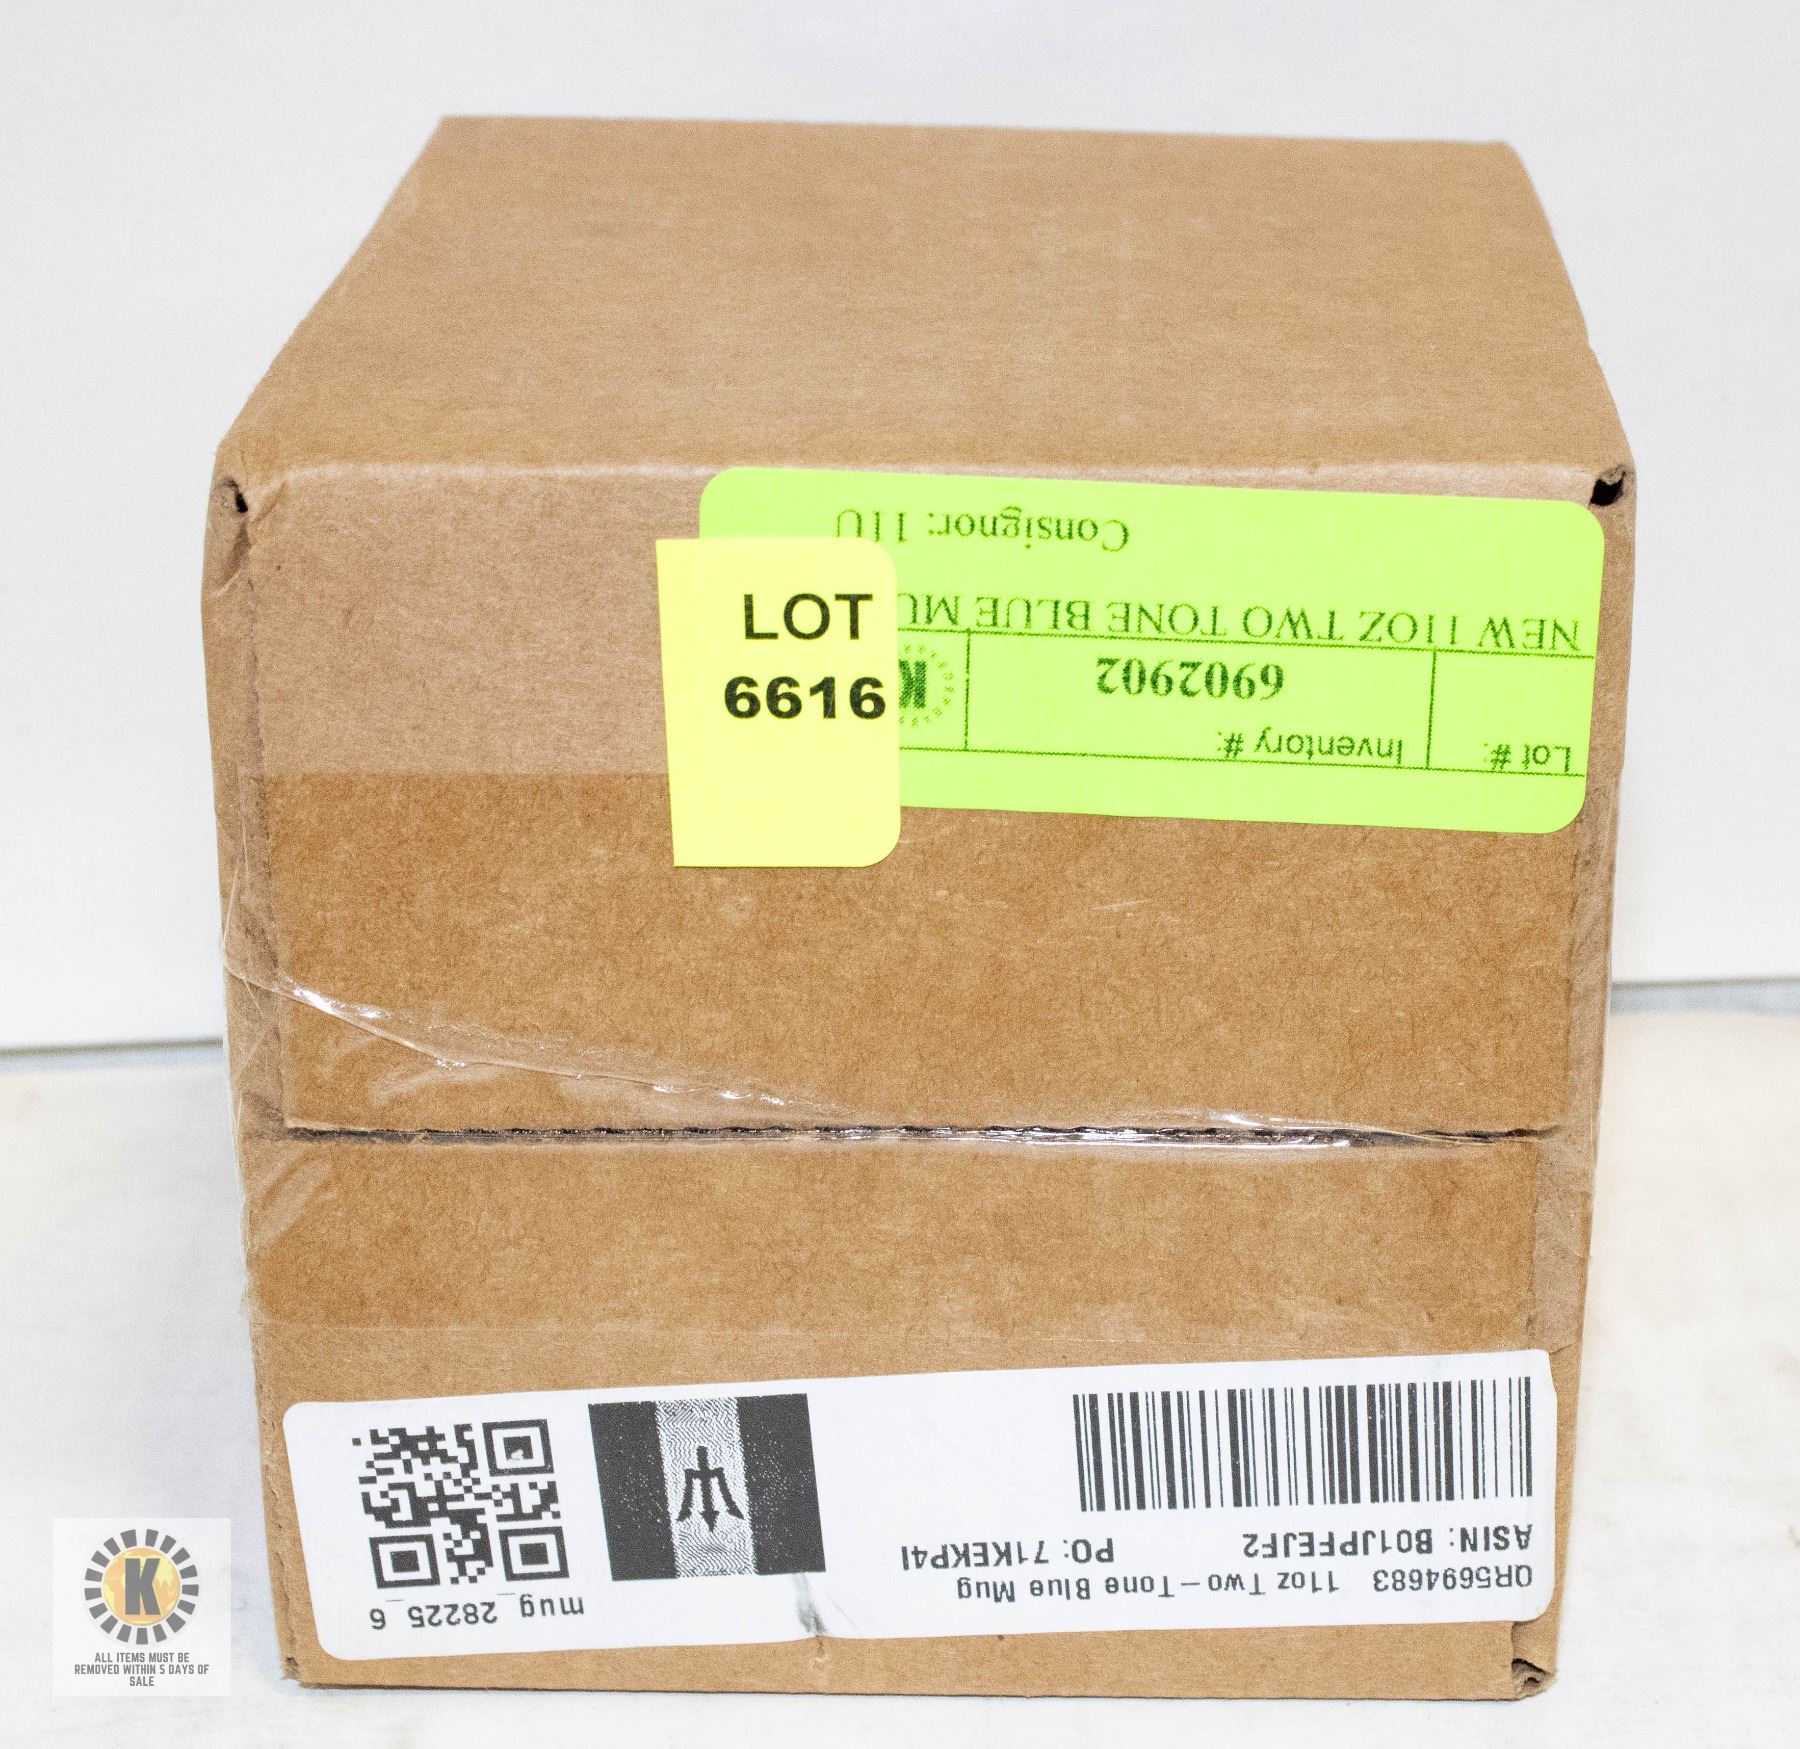 Consignor: 11U
NEW 11OZ TWO TONE BLUE MU
6902902
Inventory #:
Lot #:
K
LOT
6616
mug_28225_6
QR5694683 11oz Two-Tone Blue Mug
ASIN: B01JPFEJF2 PO: 71KEKP4I
K
ALL ITEMS MUST BE
REMOVED WITHIN 5 DAYS OF
SALE